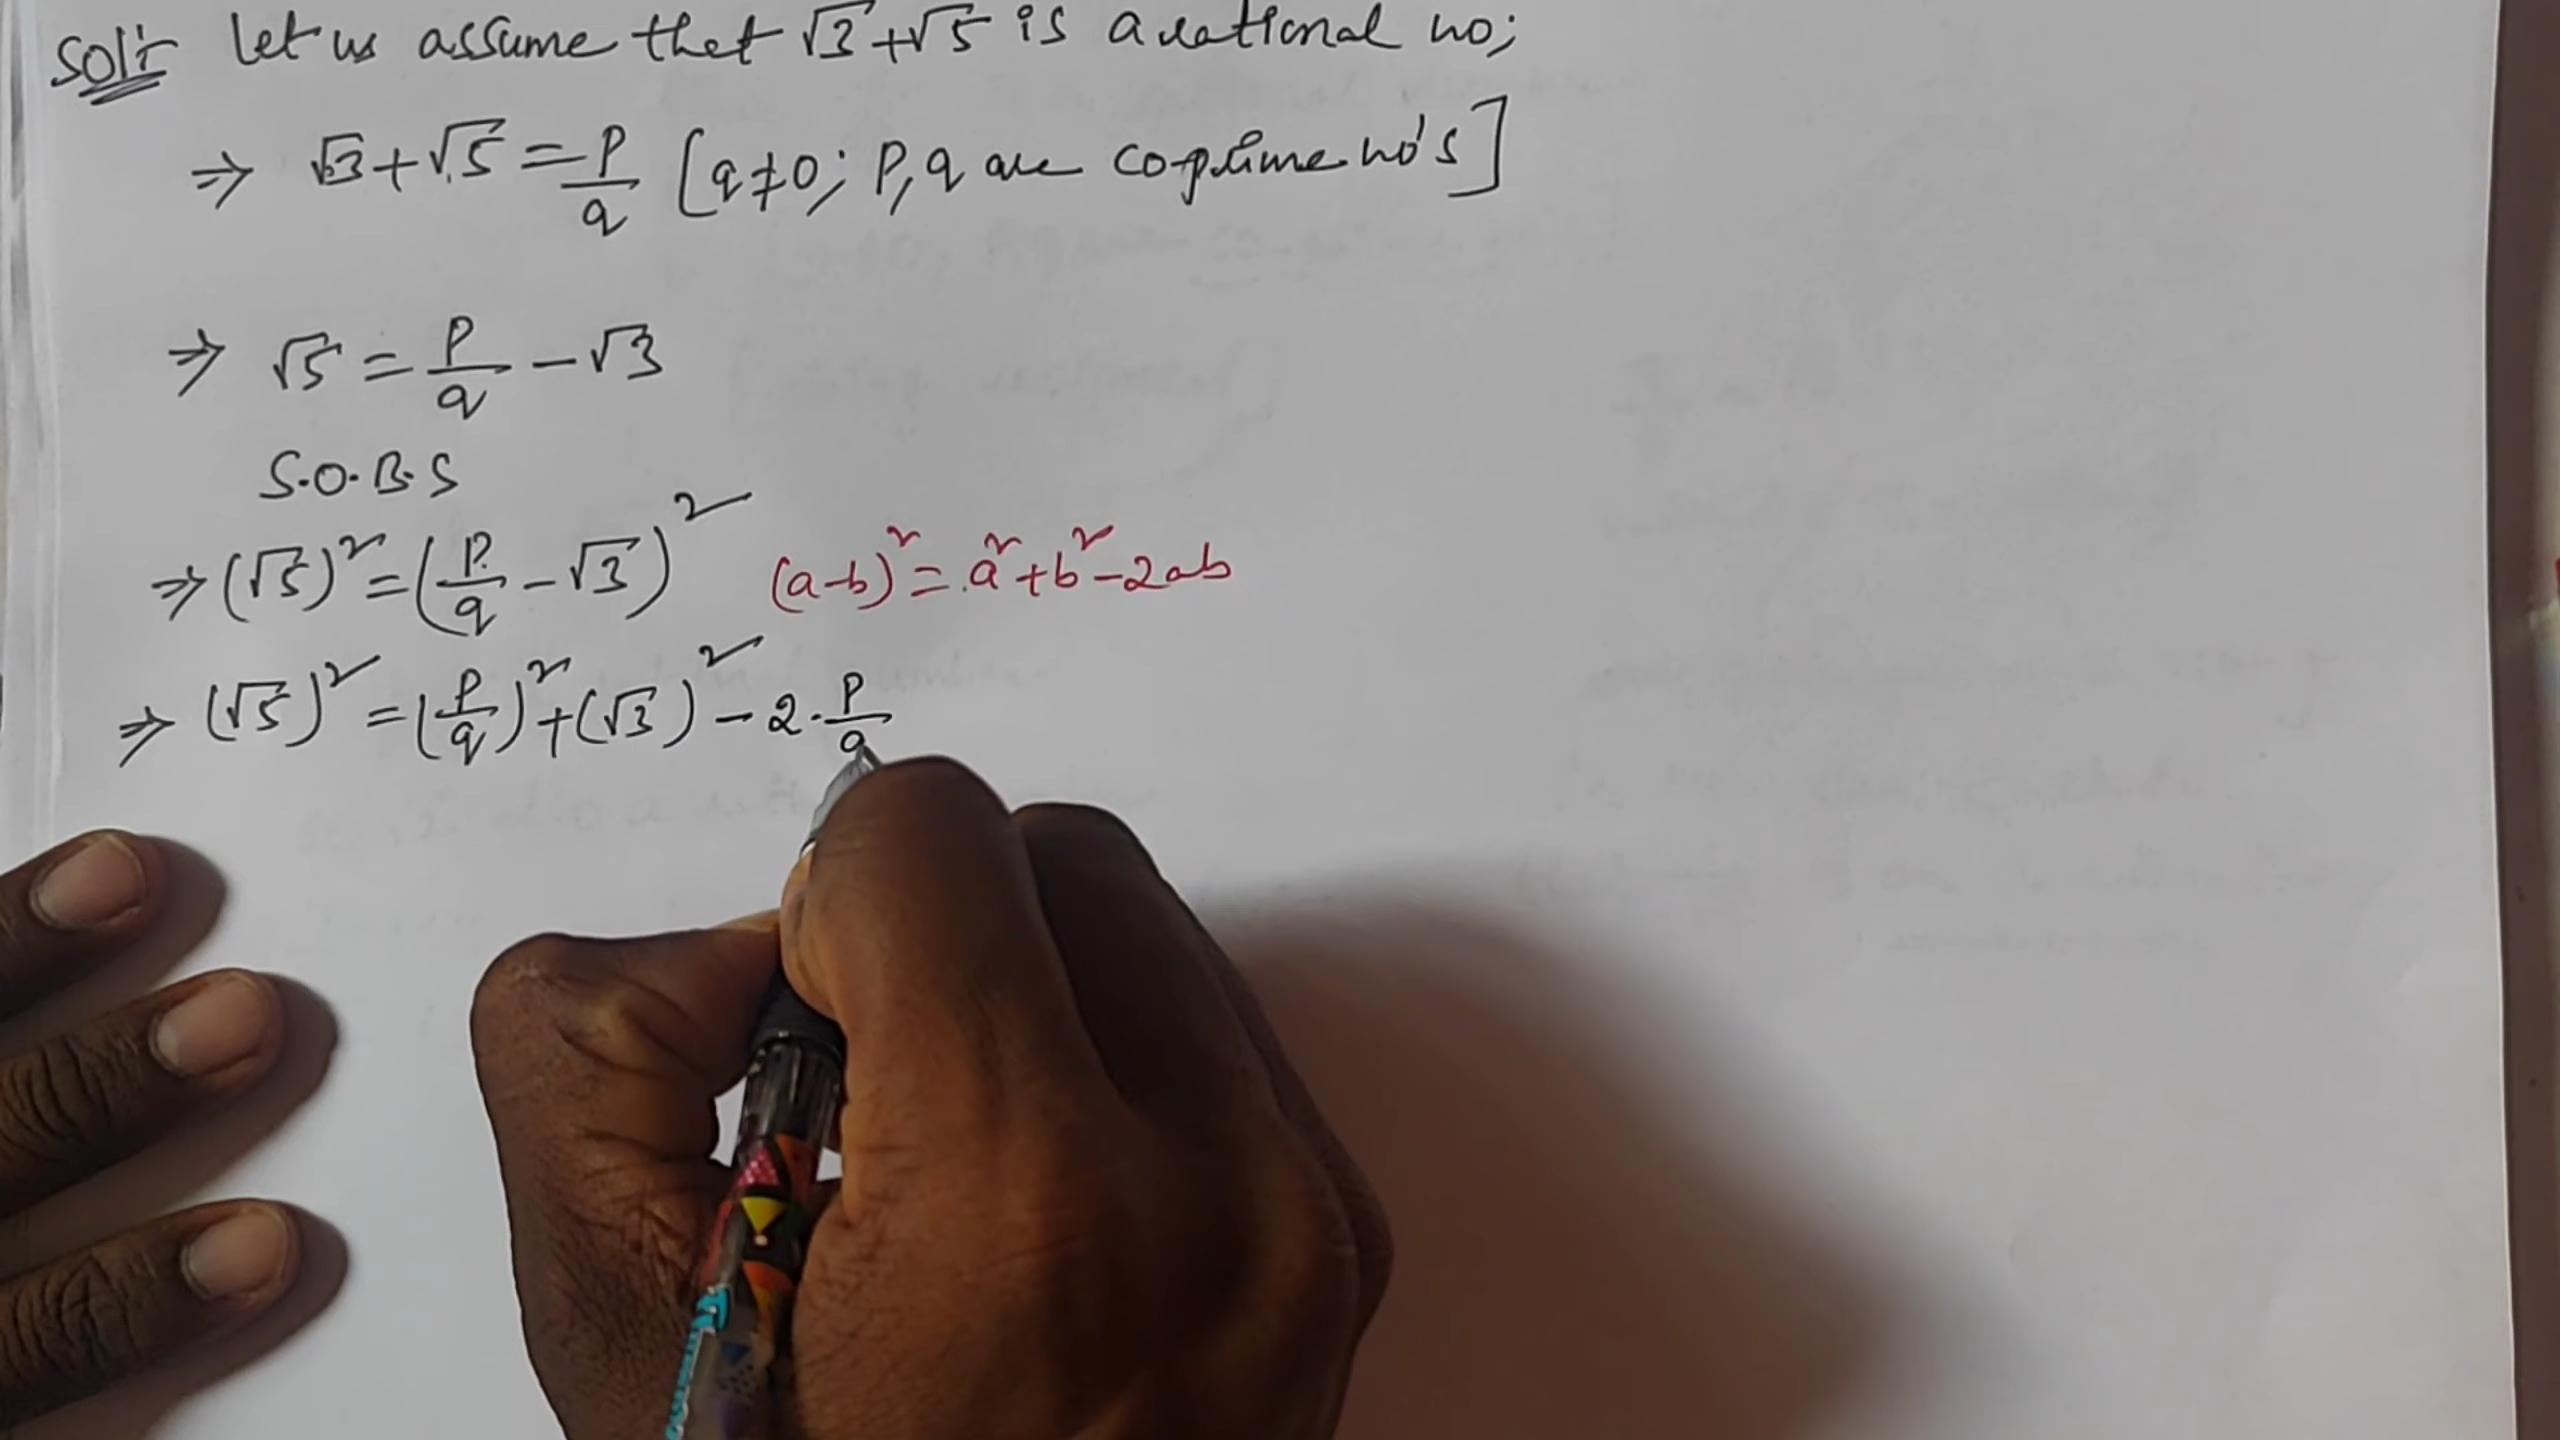 Sol:- let us assume that √3+√5 is a rational no;
⇒ √3+√5 = p/q [q≠0; p,q are co-prime no's]
⇒ √5 = p/q - √3
S.O.B.S
⇒ (√5)² = (p/q - √3)² (a-b)² = a²+b²-2ab
⇒ (√5)² = (p/q)² + (√3)² - 2·p/q